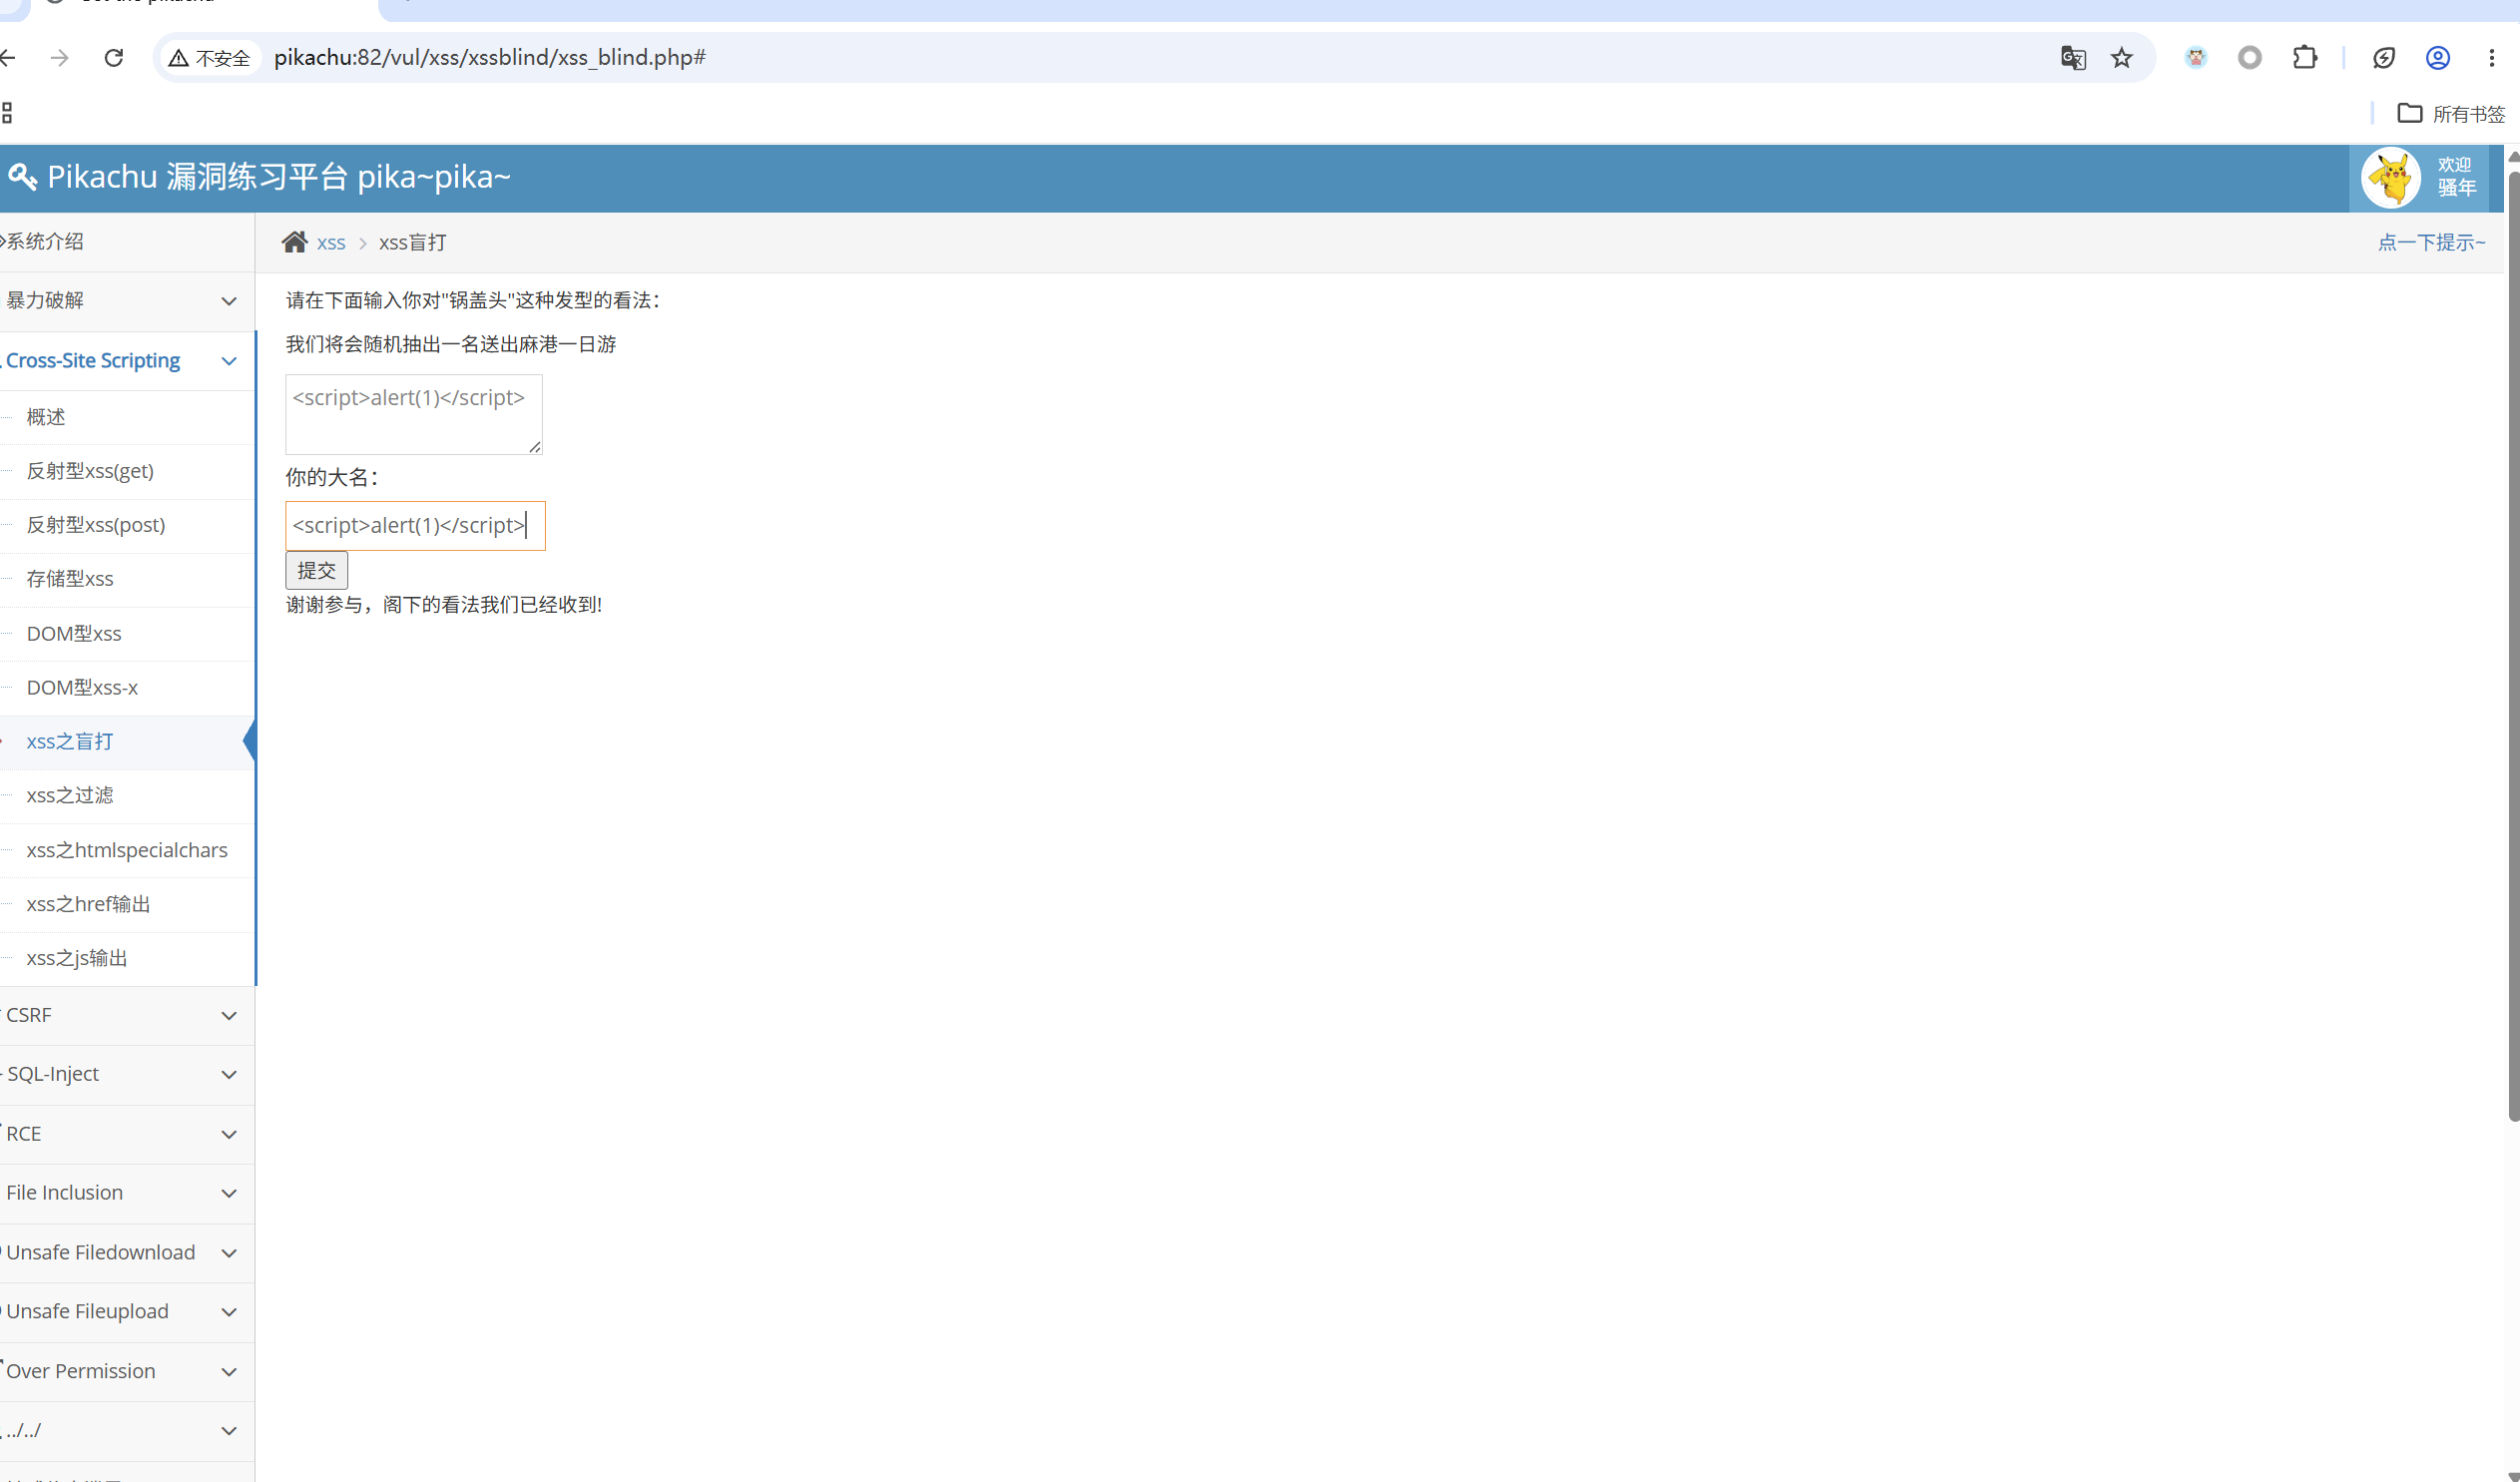 不安全 pikachu:82/vul/xss/xssblind/xss_blind.php#
所有书签
Pikachu 漏洞练习平台 pika~pika~
欢迎
骚年
系统介绍
xss
xss盲打
点一下提示~
暴力破解
Cross-Site Scripting
概述
反射型xss(get)
反射型xss(post)
存储型xss
DOM型xss
DOM型xss-x
xss之盲打
xss之过滤
xss之htmlspecialchars
xss之href输出
xss之js输出
CSRF
SQL-Inject
RCE
File Inclusion
Unsafe Filedownload
Unsafe Fileupload
Over Permission
../../
请在下面输入你对"锅盖头"这种发型的看法：
我们将会随机抽出一名送出麻港一日游
<script>alert(1)</script>
你的大名：
<script>alert(1)</script>
提交
谢谢参与，阁下的看法我们已经收到!